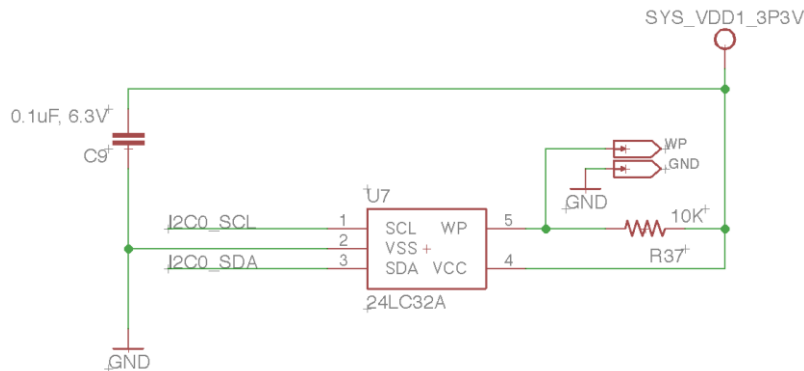 SYS_VDD1_3P3V
0.1uF, 6.3V
C9
WP
GND
GND
U7
I2C0_SCL
1
SCL
WP
5
10K
2
VSS
R37
I2C0_SDA
3
SDA
VCC
4
24LC32A
GND